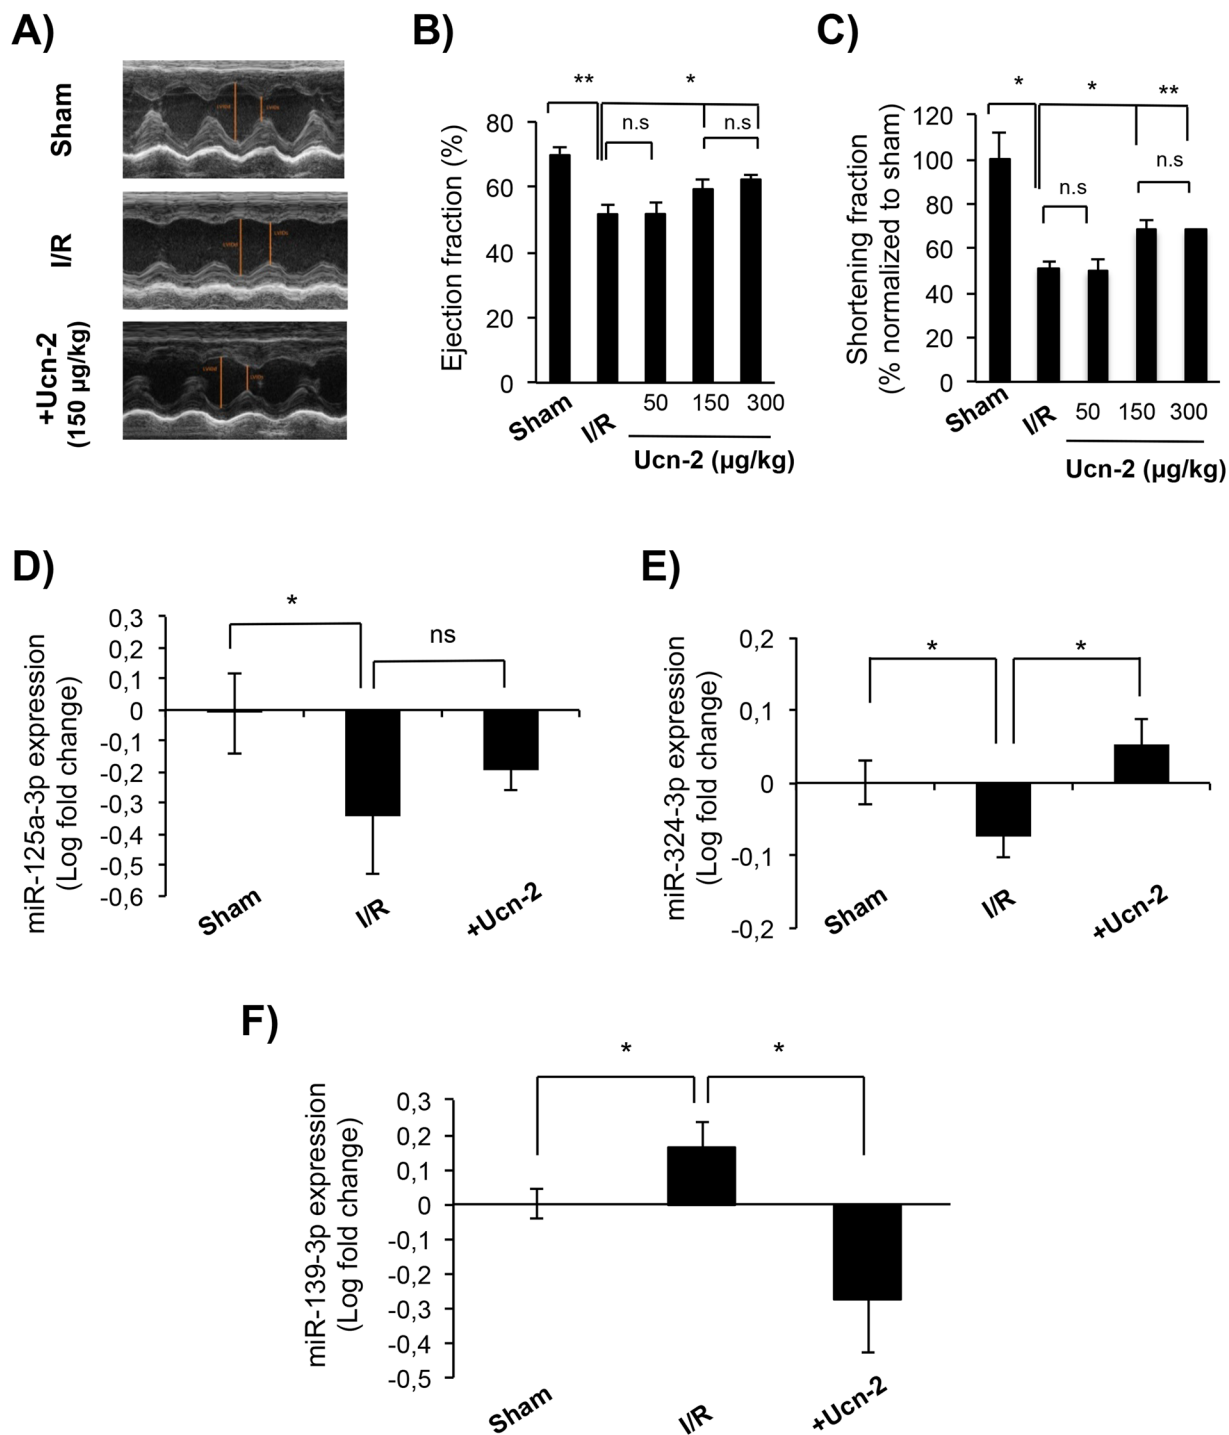 A)
Sham
I/R
+Ucn-2
(150 µg/kg)
B)
Ejection fraction (%)
80
60
40
20
0
**
*
n.s
n.s
Sham
I/R
50
150
300
Ucn-2 (µg/kg)
C)
Shortening fraction
(% normalized to sham)
120
100
80
60
40
20
0
*
*
**
n.s
n.s
Sham
I/R
50
150
300
Ucn-2 (µg/kg)
D)
miR-125a-3p expression
(Log fold change)
0,3
0,2
0,1
0
-0,1
-0,2
-0,3
-0,4
-0,5
-0,6
*
ns
Sham
I/R
+Ucn-2
E)
miR-324-3p expression
(Log fold change)
0,2
0,1
0
-0,1
-0,2
*
*
Sham
I/R
+Ucn-2
F)
miR-139-3p expression
(Log fold change)
0,3
0,2
0,1
0
-0,1
-0,2
-0,3
-0,4
-0,5
*
*
Sham
I/R
+Ucn-2